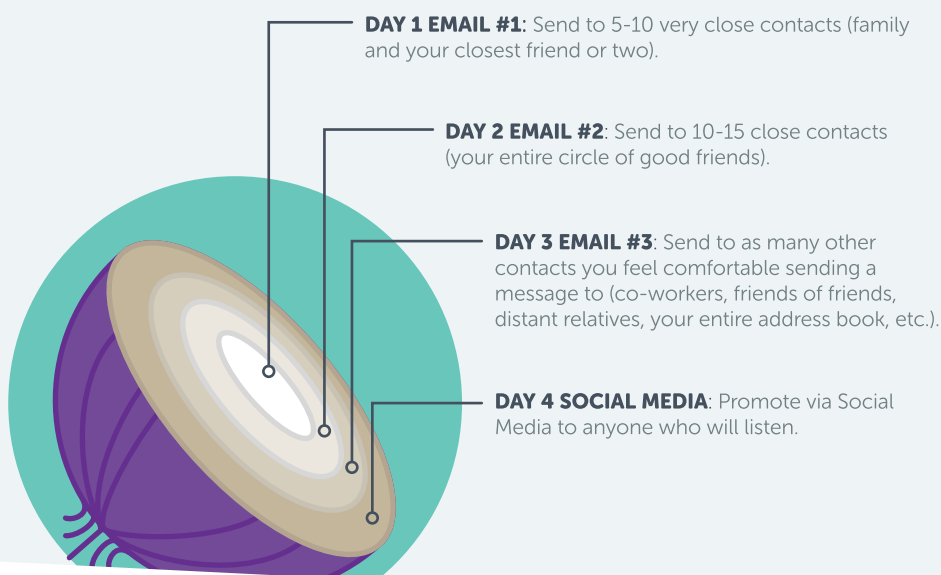 DAY 1 EMAIL #1: Send to 5-10 very close contacts (family
and your closest friend or two).
DAY 2 EMAIL #2: Send to 10-15 close contacts
(your entire circle of good friends).
DAY 3 EMAIL #3: Send to as many other
contacts you feel comfortable sending a
message to (co-workers, friends of friends,
distant relatives, your entire address book, etc.).
DAY 4 SOCIAL MEDIA: Promote via Social
Media to anyone who will listen.